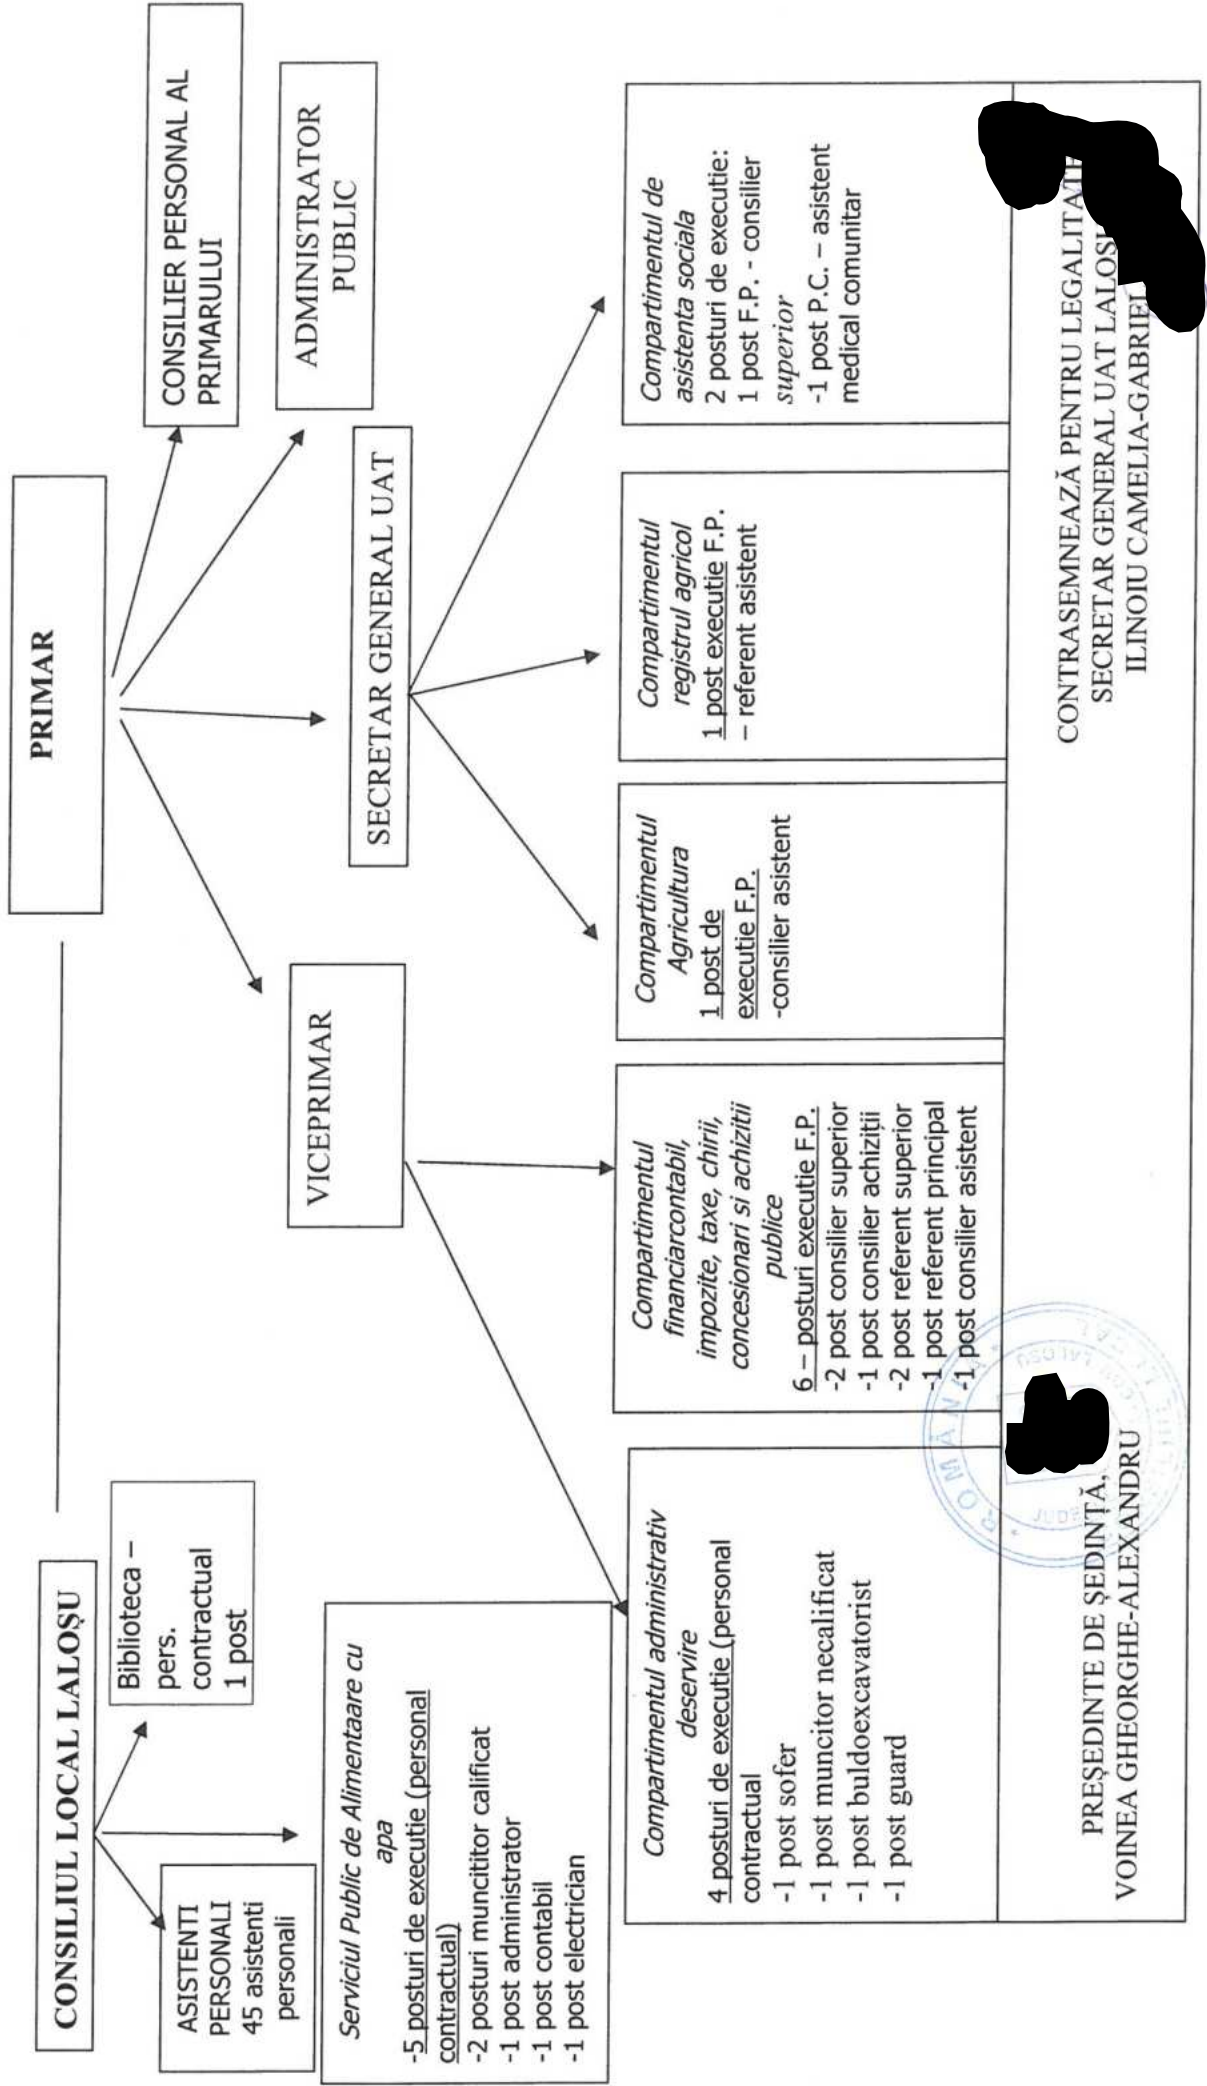 PRIMAR
CONSILIUL LOCAL LALOȘU
CONSILIER PERSONAL AL
PRIMARULUI
ADMINISTRATOR
PUBLIC
SECRETAR GENERAL UAT
VICEPRIMAR
Biblioteca –
pers.
contractual
1 post
ASISTENTI
PERSONALI
45 asistenti
personali
Serviciul Public de Alimentaare cu
apa
-5 posturi de executie (personal
contractual)
-2 posturi muncititor calificat
-1 post administrator
-1 post contabil
-1 post electrician
Compartimentul administrativ
deservire
4 posturi de executie (personal
contractual
-1 post sofer
-1 post muncitor necalificat
-1 post buldoexcavatorist
-1 post guard
Compartimentul
financiarcontabil,
impozite, taxe, chirii,
concesionari si achizitii
publice
6 – posturi executie F.P.
-2 post consilier superior
-1 post consilier achiziții
-2 post referent superior
-1 post referent principal
-1 post consilier asistent
Compartimentul
Agricultura
1 post de
executie F.P.
-consilier asistent
Compartimentul
registrul agricol
1 post executie F.P.
– referent asistent
Compartimentul de
asistenta sociala
2 posturi de executie:
1 post F.P. - consilier
superior
-1 post P.C. – asistent
medical comunitar
PREȘEDINTE DE ȘEDINȚĂ,
VOINEA GHEORGHE-ALEXANDRU
CONTRASEMNEAZĂ PENTRU LEGALITATE
SECRETAR GENERAL UAT LALOȘU
ILINOIU CAMELIA-GABRIEL
ROMÂNIA
LALOSU